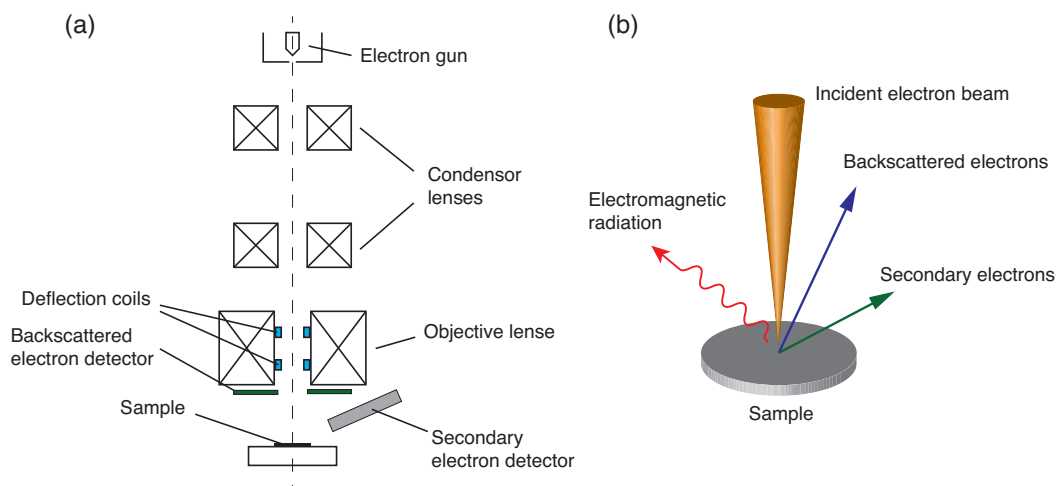 (a)
Electron gun
Condensor
lenses
Deflection coils
Backscattered
electron detector
Objective lense
Sample
Secondary
electron detector
(b)
Incident electron beam
Backscattered electrons
Electromagnetic
radiation
Secondary electrons
Sample